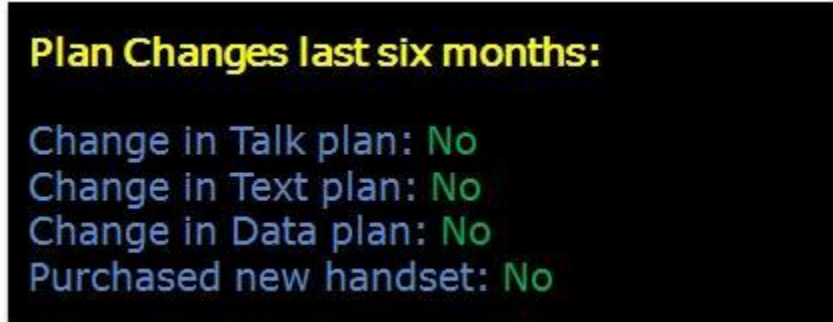 Plan Changes last six months:
Change in Talk plan: No
Change in Text plan: No
Change in Data plan: No
Purchased new handset: No